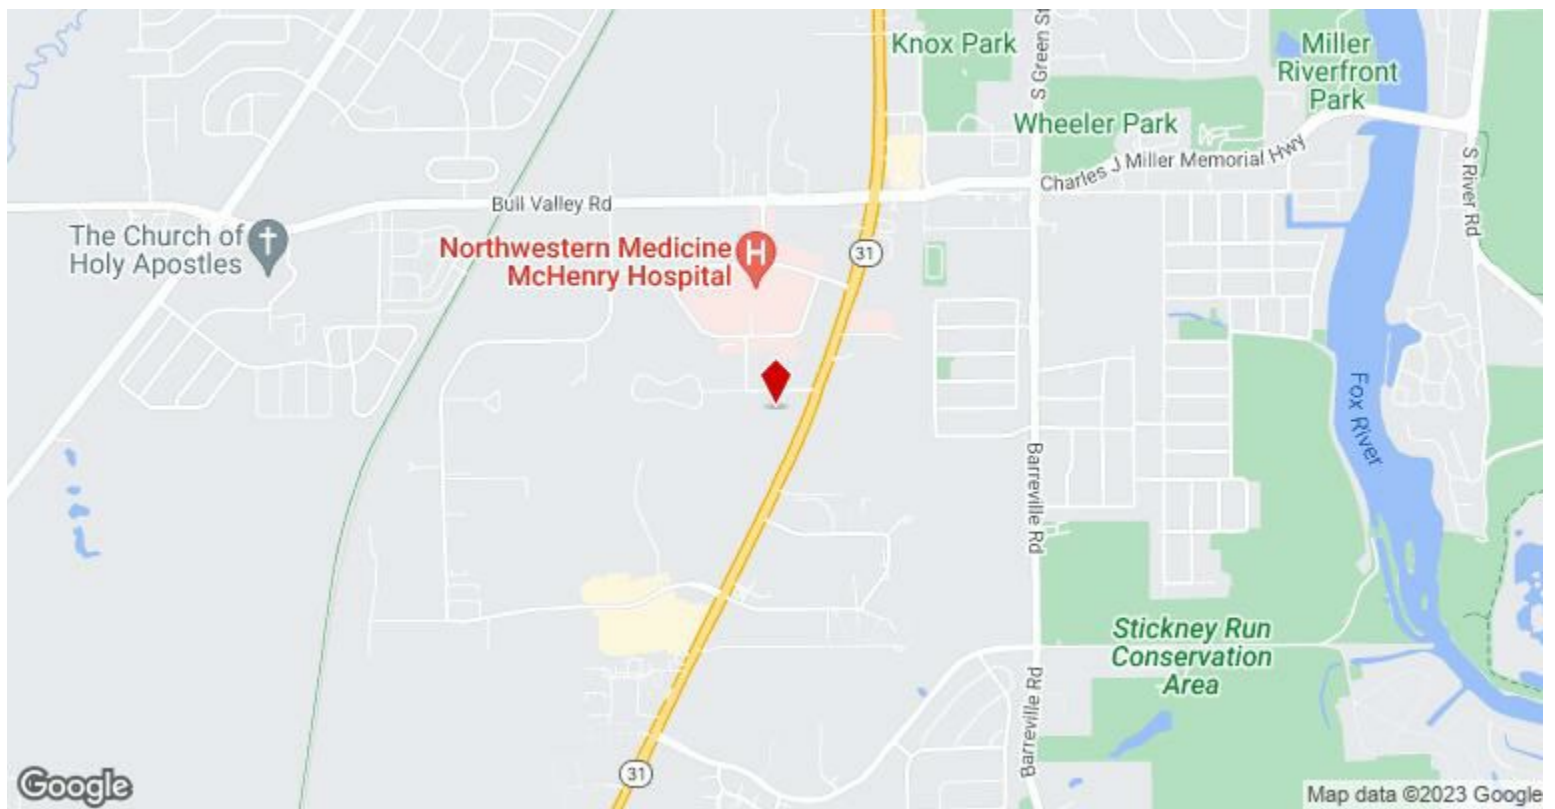 Knox Park
S Green St
Miller
Riverfront
Park
Wheeler Park
Charles J Miller Memorial Hwy
S River Rd
Bull Valley Rd
The Church of
Holy Apostles
Northwestern Medicine
McHenry Hospital
H
31
Fox River
Barreville Rd
Stickney Run
Conservation
Area
Barreville Rd
31
Google
Map data ©2023 Google